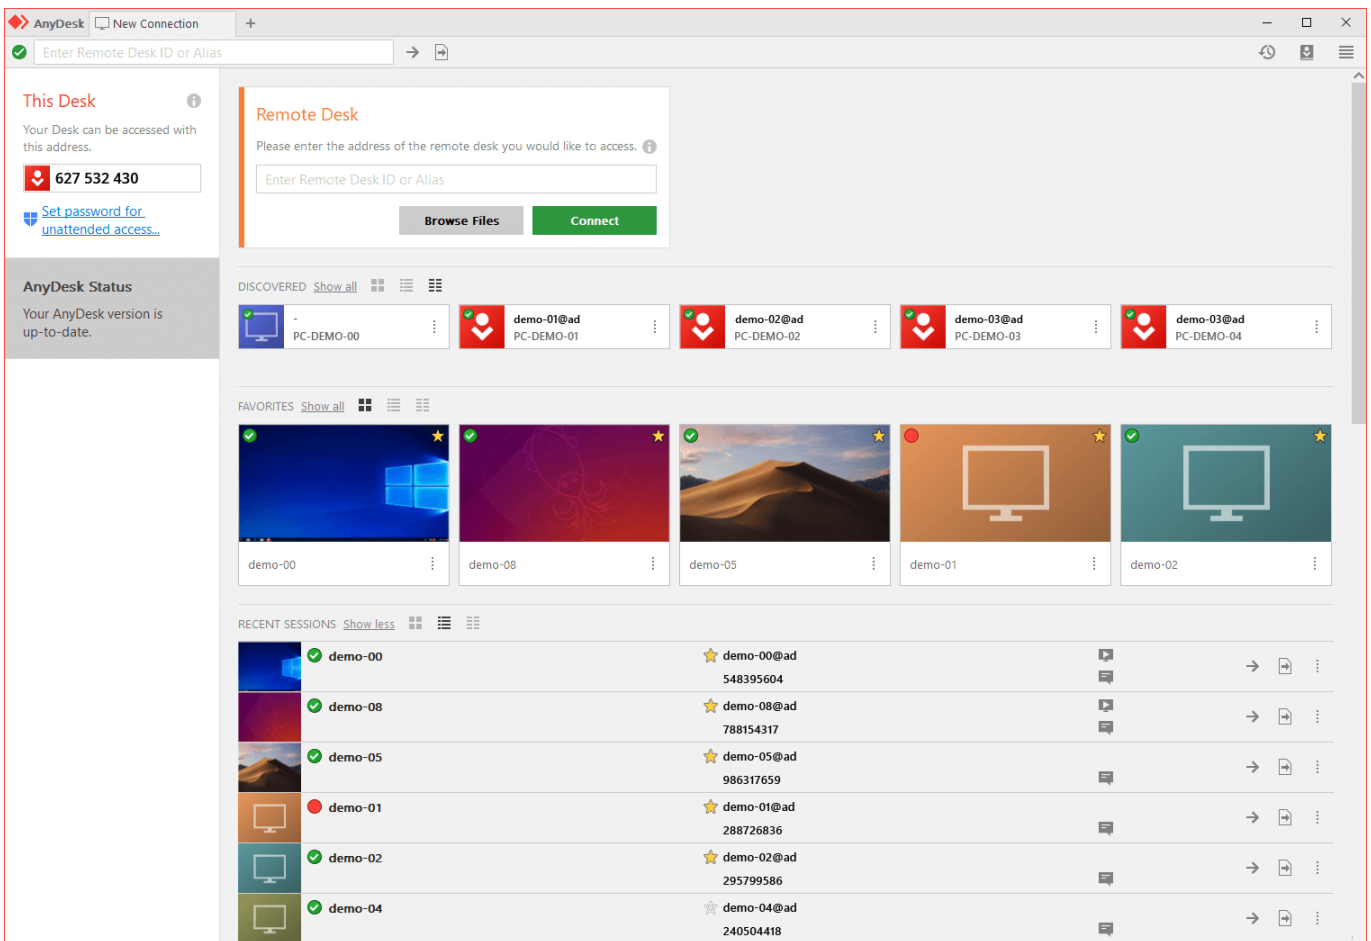 AnyDesk
New Connection
Enter Remote Desk ID or Alias
This Desk
Your Desk can be accessed with
this address.
627 532 430
Set password for
unattended access...
AnyDesk Status
Your AnyDesk version is
up-to-date.
Remote Desk
Please enter the address of the remote desk you would like to access.
Enter Remote Desk ID or Alias
Browse Files
Connect
DISCOVERED Show all
-
PC-DEMO-00
demo-01@ad
PC-DEMO-01
demo-02@ad
PC-DEMO-02
demo-03@ad
PC-DEMO-03
demo-03@ad
PC-DEMO-04
FAVORITES Show all
demo-00
demo-08
demo-05
demo-01
demo-02
RECENT SESSIONS Show less
demo-00
demo-00@ad
548395604
demo-08
demo-08@ad
788154317
demo-05
demo-05@ad
986317659
demo-01
demo-01@ad
288726836
demo-02
demo-02@ad
295799586
demo-04
demo-04@ad
240504418